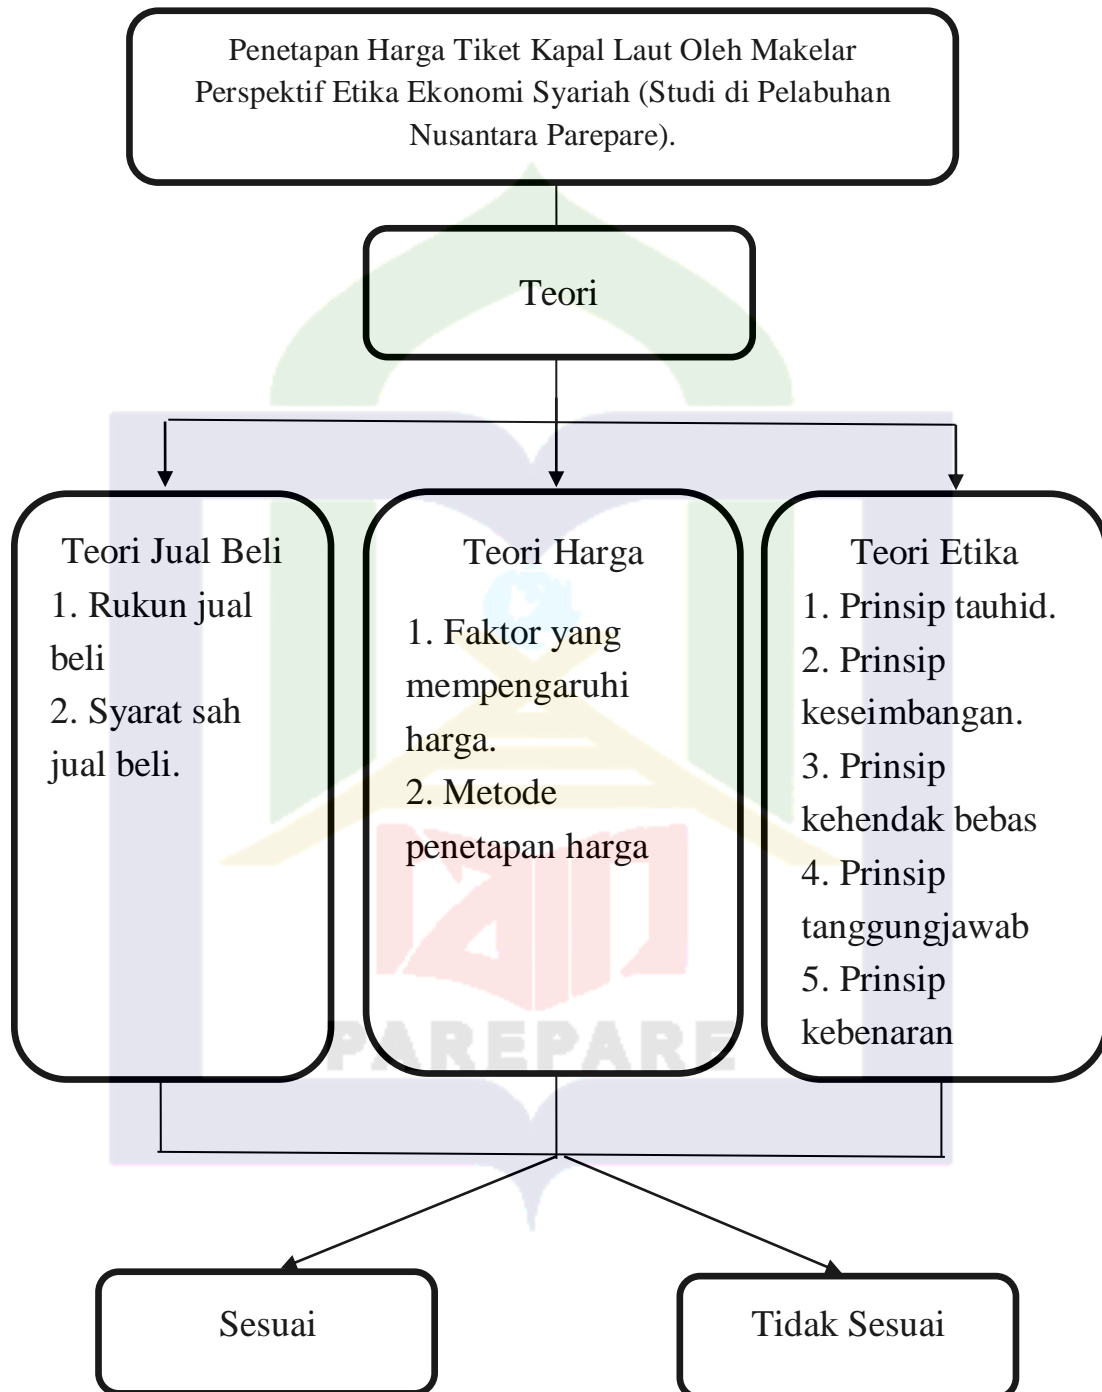 Penetapan Harga Tiket Kapal Laut Oleh Makelar
Perspektif Etika Ekonomi Syariah (Studi di Pelabuhan
Nusantara Parepare).
Teori
Teori Jual Beli
1. Rukun jual
beli
2. Syarat sah
jual beli.
Teori Harga
1. Faktor yang
mempengaruhi
harga.
2. Metode
penetapan harga
Teori Etika
1. Prinsip tauhid.
2. Prinsip
keseimbangan.
3. Prinsip
kehendak bebas
4. Prinsip
tanggungjawab
5. Prinsip
kebenaran
iain
PAREPARE
Sesuai
Tidak Sesuai